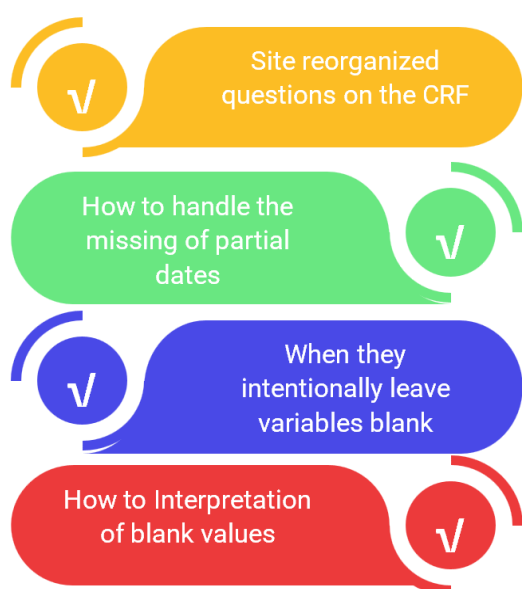 √
Site reorganized
questions on the CRF
How to handle the
missing of partial
dates
√
√
When they
intentionally leave
variables blank
How to Interpretation
of blank values
√